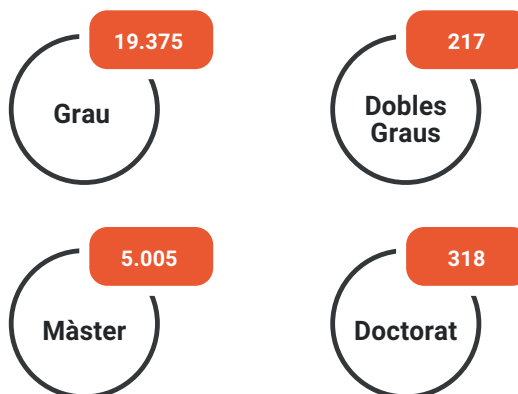 19.375
Grau
217
Dobles
Graus
5.005
Màster
318
Doctorat